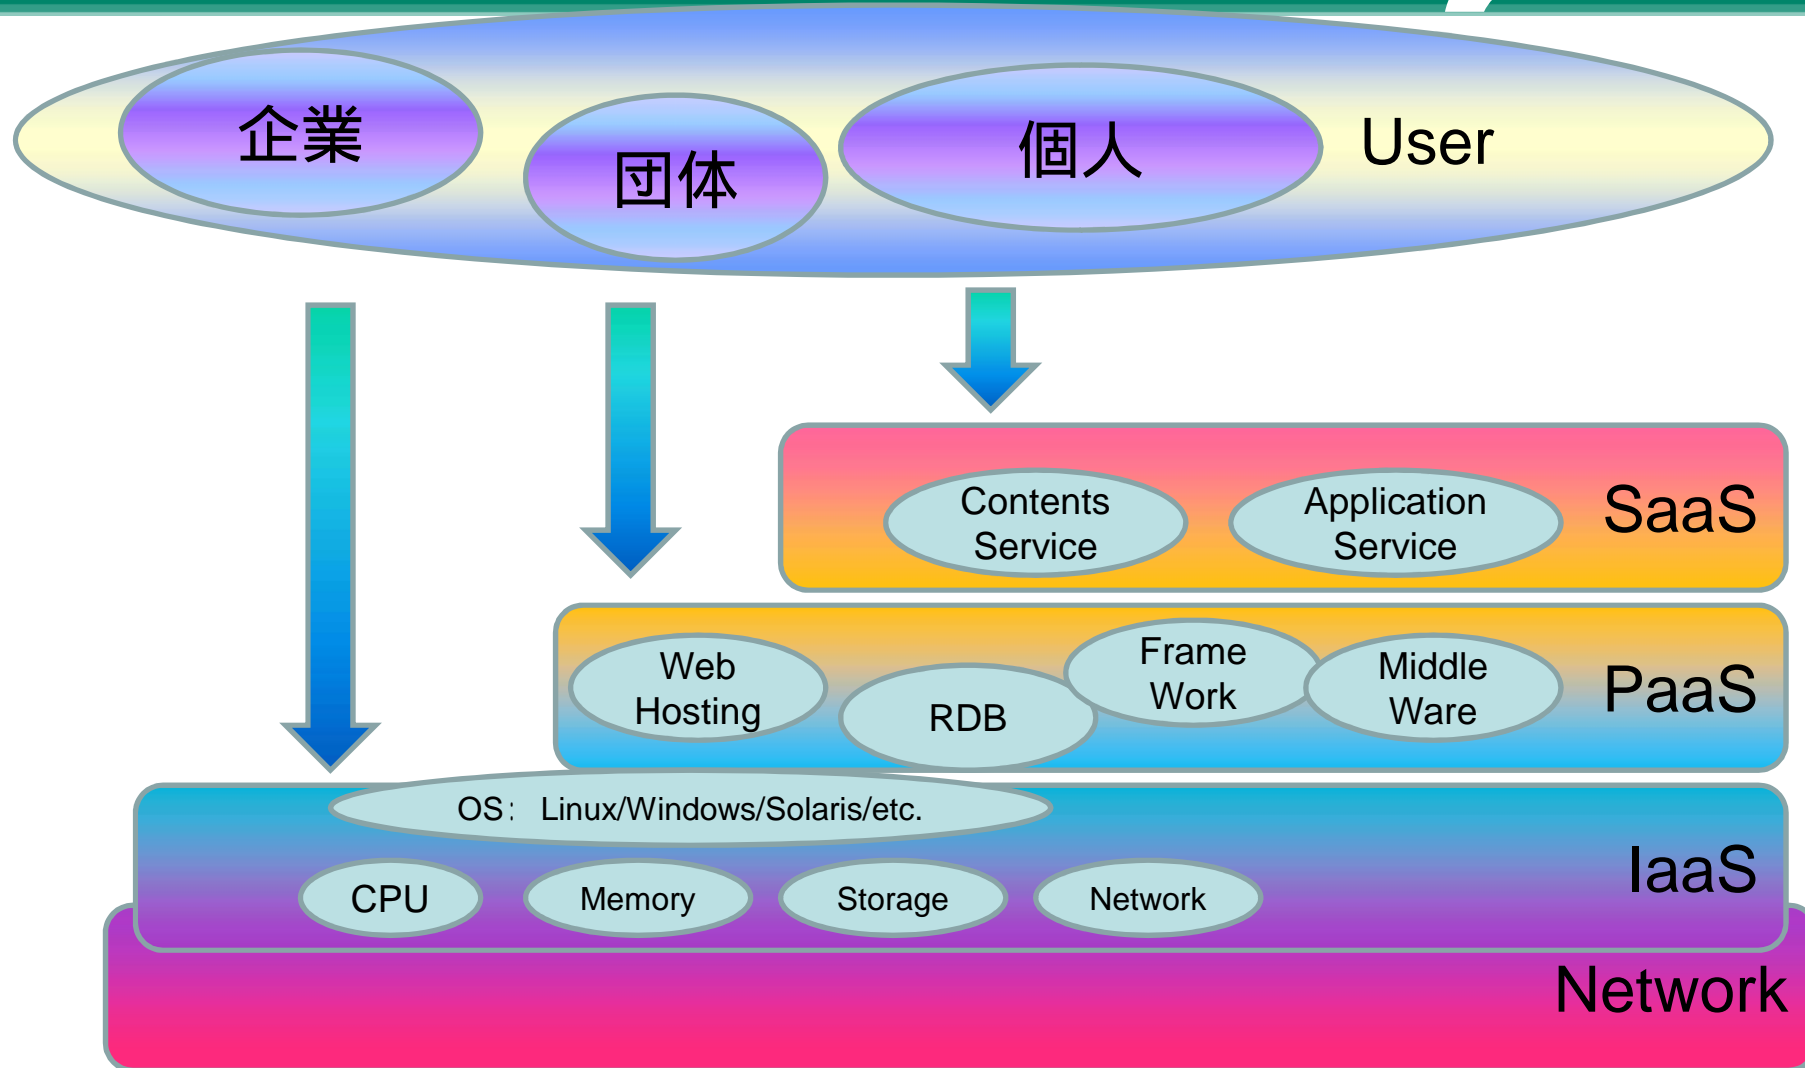 企業
団体
個人
User
Contents
Service
Application
Service
SaaS
Web
Hosting
RDB
Frame
Work
Middle
Ware
PaaS
OS： Linux/Windows/Solaris/etc.
CPU
Memory
Storage
Network
IaaS
Network